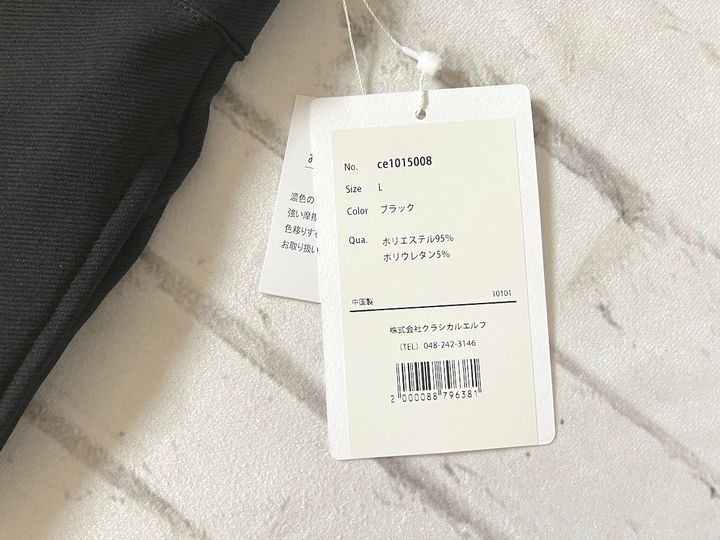 No. ce1015008
Size L
Color ブラック
Qua. ポリエステル95%
ポリウレタン5%
中国製 10101
株式会社クラシカルエルフ
(TEL) 048-242-3146
2 000088 796381
濃色の
強い摩擦
色移りする
お取り扱い